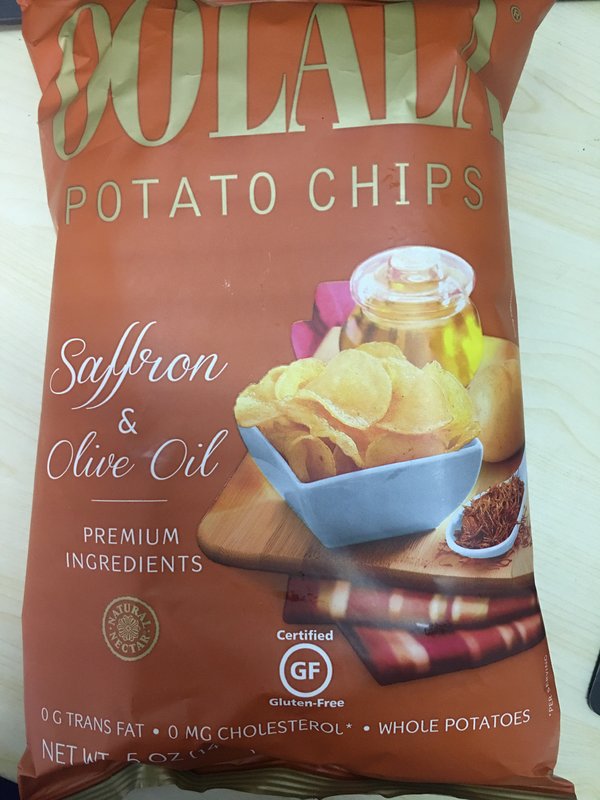 OOLALA
®
POTATO CHIPS
Saffron
&
Olive Oil
PREMIUM
INGREDIENTS
NATURAL
NECTAR
Certified
GF
Gluten-Free
0 G TRANS FAT • 0 MG CHOLESTEROL* • WHOLE POTATOES
NET WT. 5 OZ